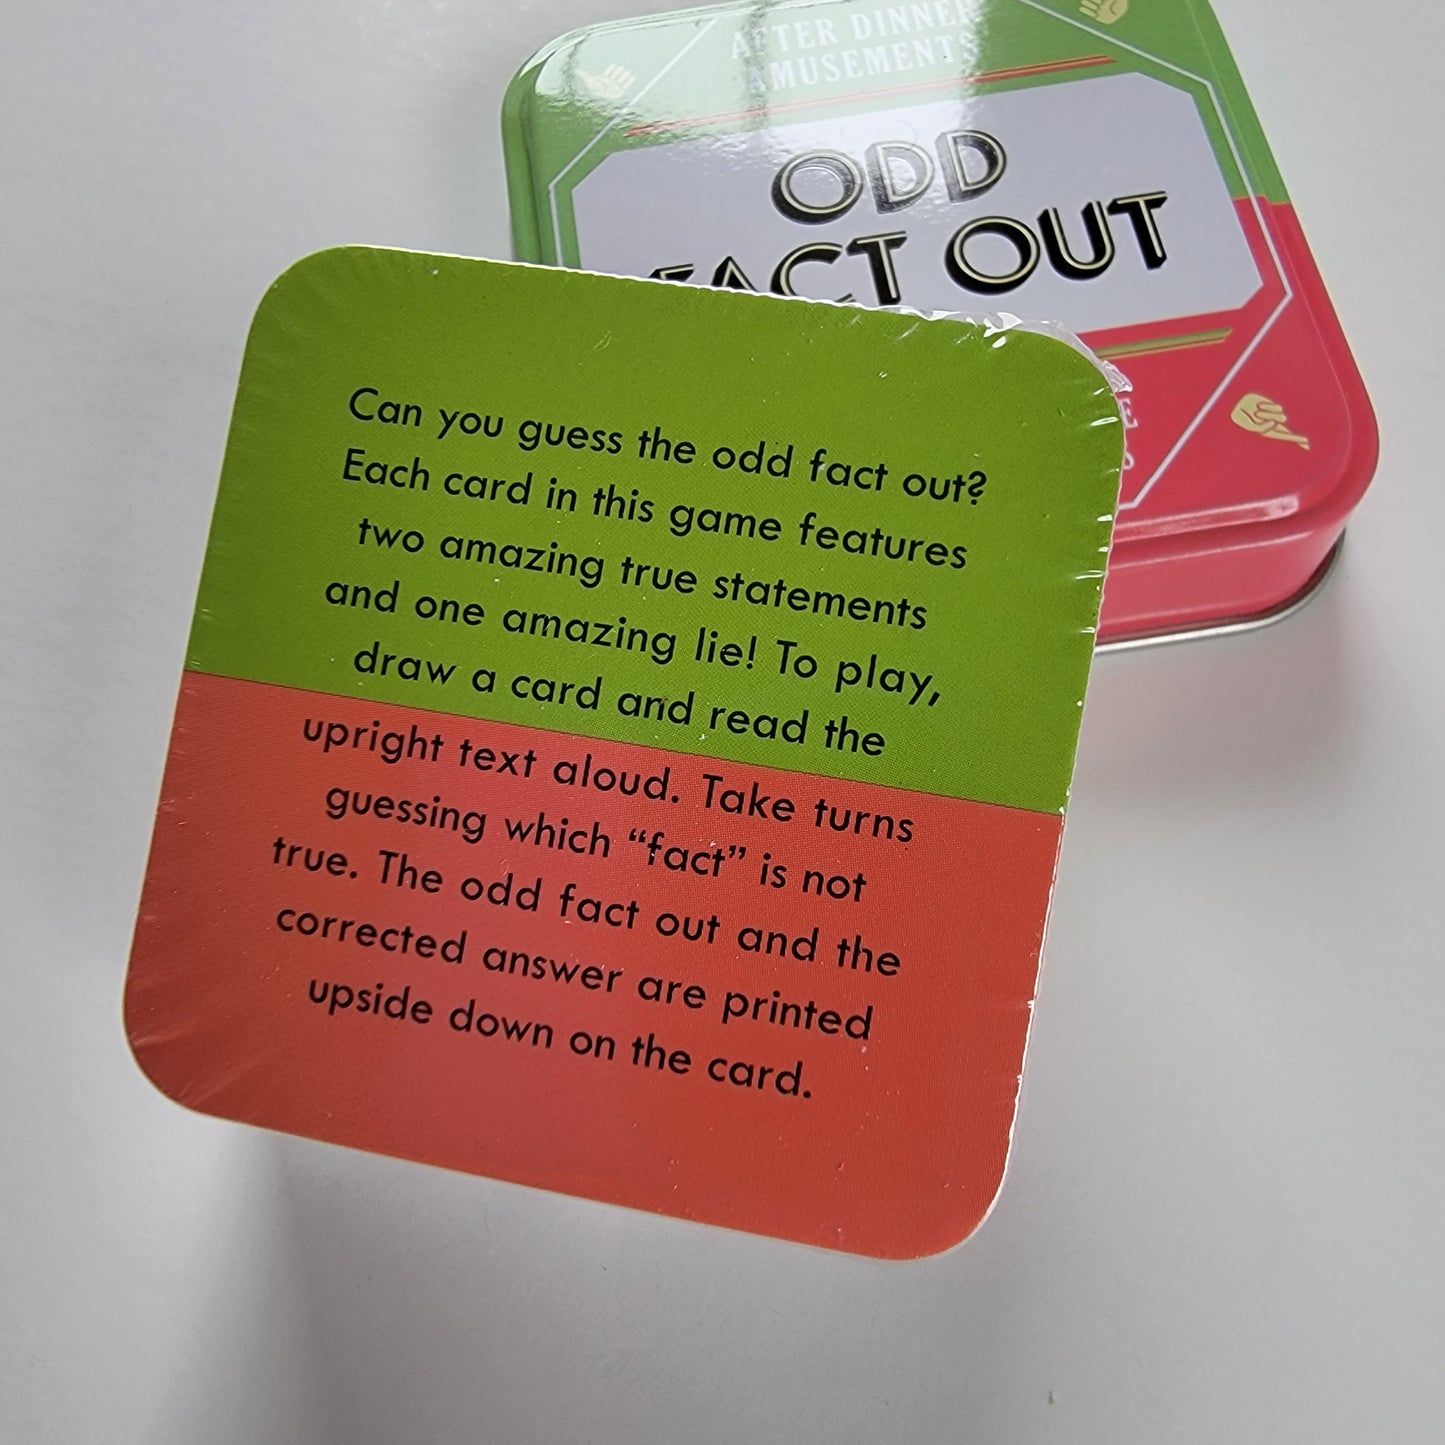 AFTER DINNER
AMUSEMENTS
ODD
FACT OUT
Can you guess the odd fact out?
Each card in this game features
two amazing true statements
and one amazing lie! To play,
draw a card and read the
upright text aloud. Take turns
guessing which “fact” is not
true. The odd fact out and the
corrected answer are printed
upside down on the card.